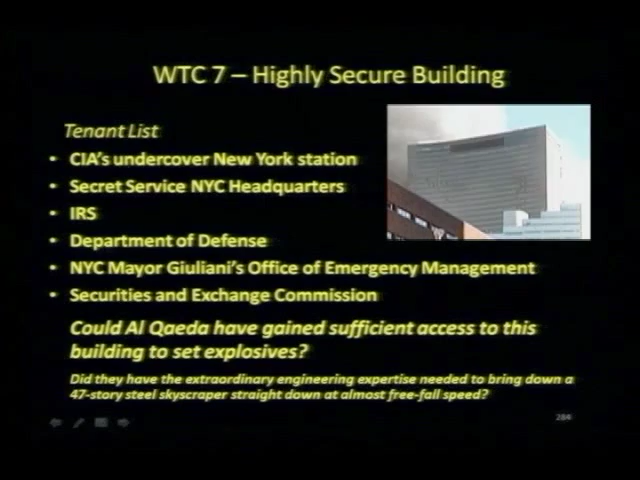 WTC 7 – Highly Secure Building
Tenant List
• CIA's undercover New York station
• Secret Service NYC Headquarters
• IRS
• Department of Defense
• NYC Mayor Giuliani's Office of Emergency Management
• Securities and Exchange Commission
Could Al Qaeda have gained sufficient access to this
building to set explosives?
Did they have the extraordinary engineering expertise needed to bring down a
47-story steel skyscraper straight down at almost free-fall speed?
284